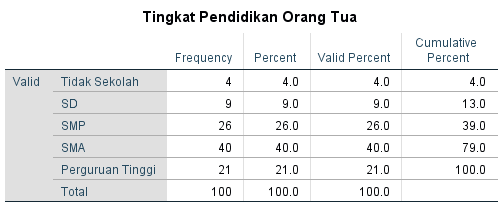 Tingkat Pendidikan Orang Tua
Frequency Percent Valid Percent Cumulative Percent
Valid Tidak Sekolah 4 4.0 4.0 4.0
SD 9 9.0 9.0 13.0
SMP 26 26.0 26.0 39.0
SMA 40 40.0 40.0 79.0
Perguruan Tinggi 21 21.0 21.0 100.0
Total 100 100.0 100.0